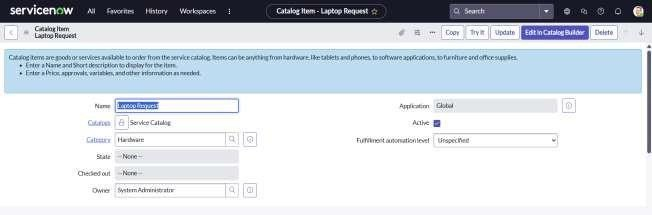 servicenow All Favorites History Workspaces Catalog Item - Laptop Request Search
Catalog Item
Laptop Request
Copy Try It Update Edit in Catalog Builder Delete
Catalog items are goods or services available to order from the service catalog. Items can be anything from hardware, like tablets and phones, to software applications, to furniture and office supplies.
• Enter a Name and Short description to display for the item.
• Enter a Price, approvals, variables, and other information as needed.
Name Laptop Request Application Global
Catalogs Service Catalog Active
Category Hardware Fulfillment automation level Unspecified
State -- None --
Checked out -- None --
Owner System Administrator